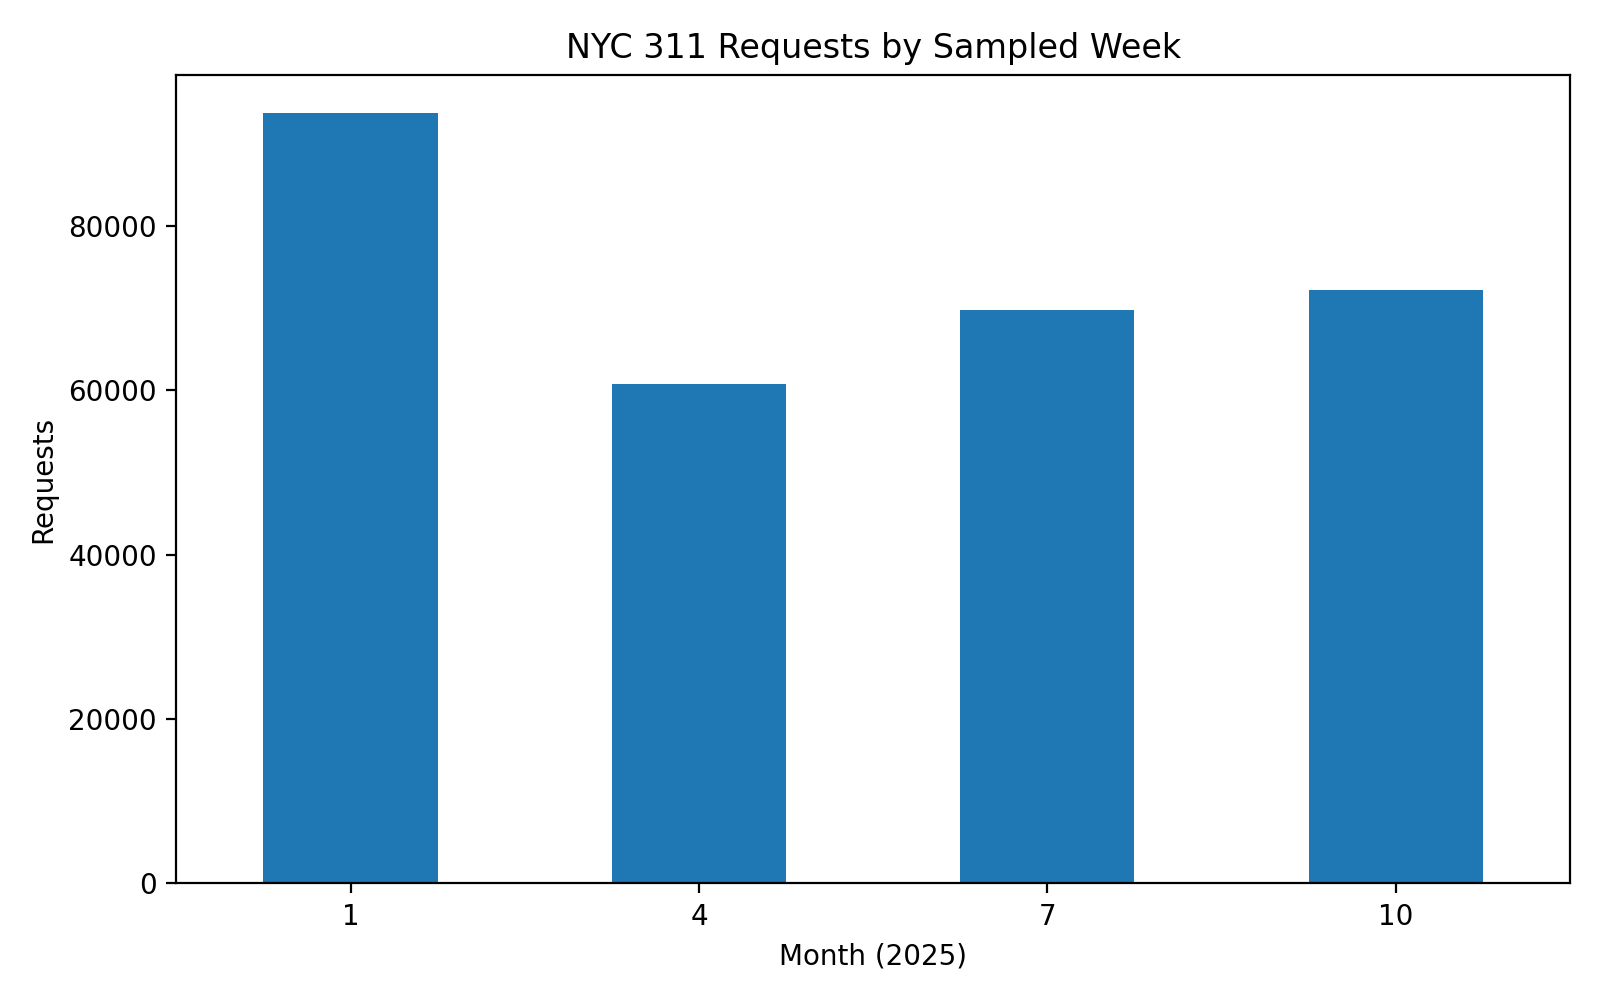 NYC 311 Requests by Sampled Week
Requests
80000
60000
40000
20000
0
1 4 7 10
Month (2025)